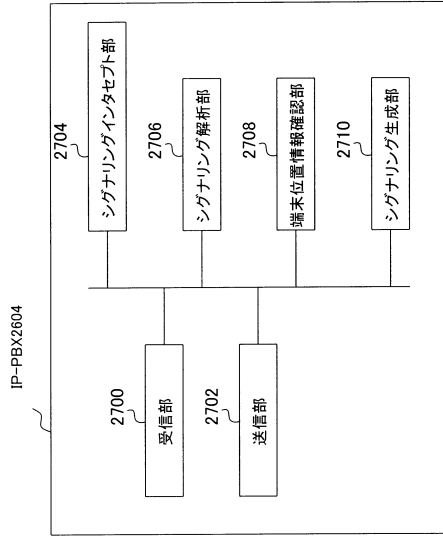 IP-PBX2604
2700
受信部
2702
送信部
2704
シグナリングインタセプト部
2706
シグナリング解析部
2708
端末位置情報確認部
2710
シグナリング生成部